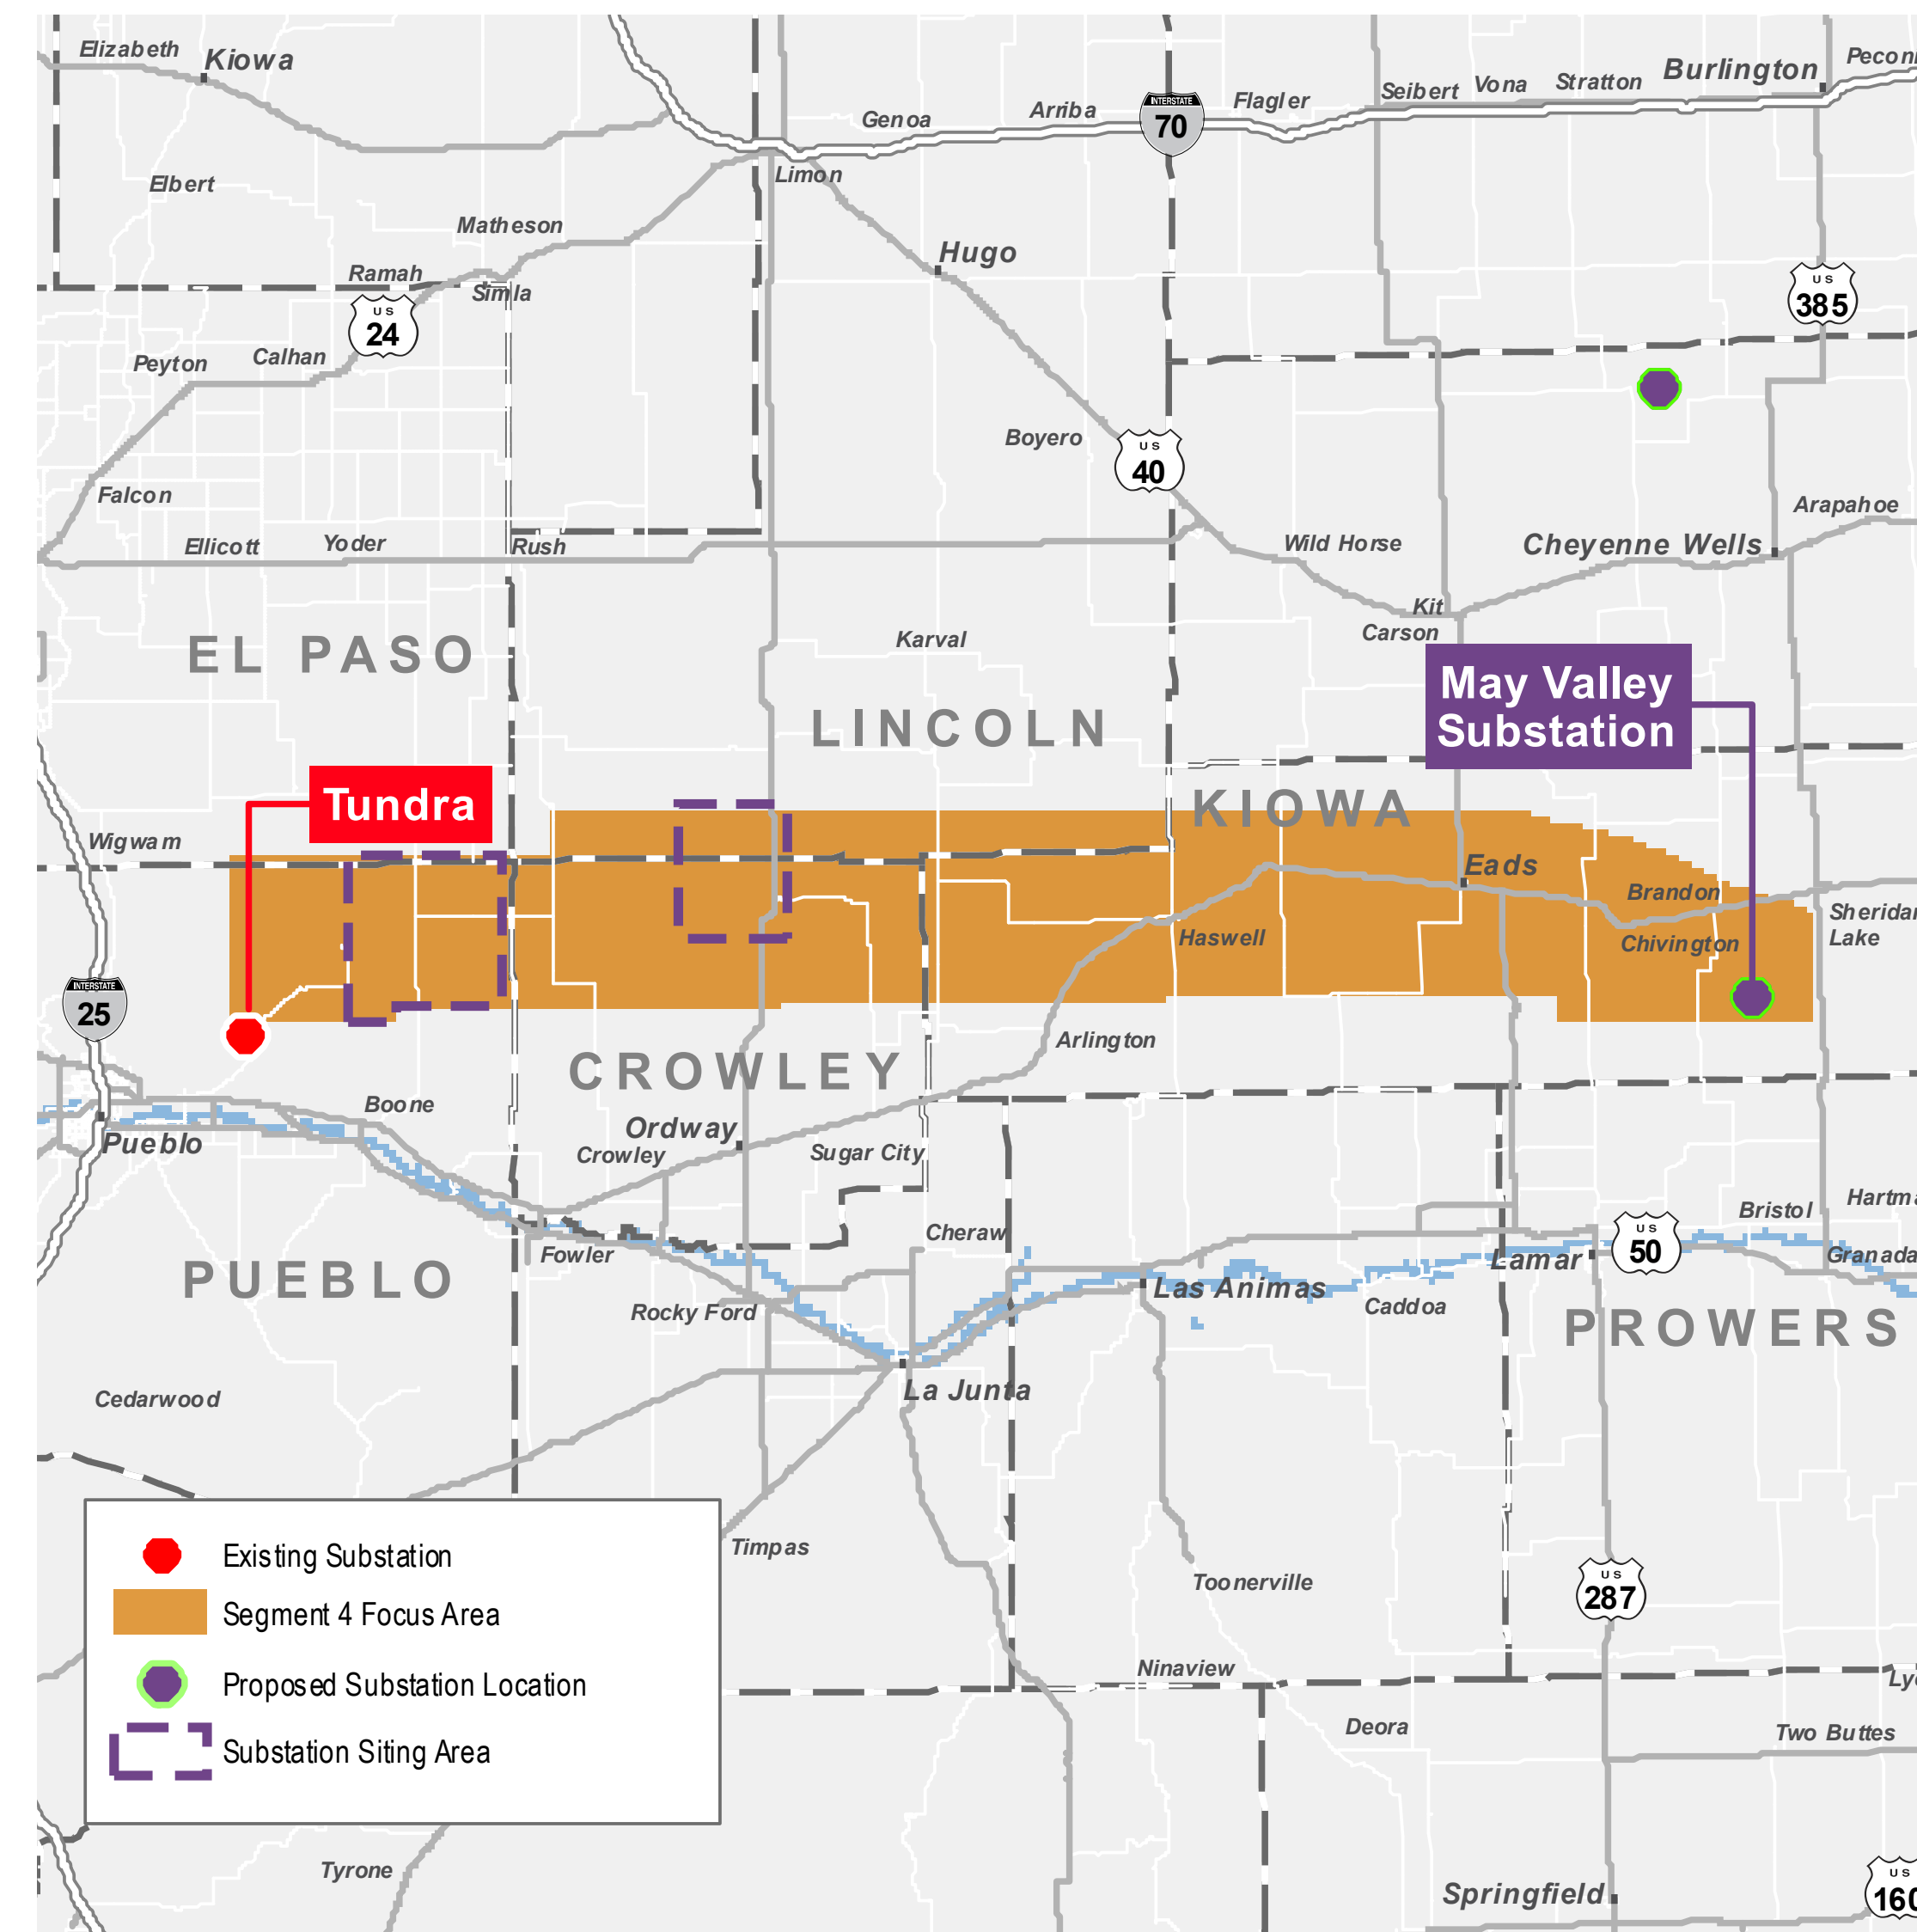 Elizabeth
Kiowa
Burlington
Stratton
Vona
Seibert
Flagler
Arriba
Genoa
INTERSTATE
70
Limon
Elbert
Matheson
Hugo
Ramah
Simla
US
24
US
385
Peyton
Calhan
Boyero
US
40
Falcon
Arapahoe
Ellicott
Yoder
Rush
Wild Horse
Cheyenne Wells
Kit
Carson
EL PASO
Karval
May Valley
Substation
LINCOLN
Tundra
KIOWA
Wigwam
Eads
Brandon
Lake
Haswell
Chivington
INTERSTATE
25
Arlington
CROWLEY
Boone
Pueblo
Ordway
Crowley
Sugar City
Bristol
Cheraw
Fowler
Lamar
US
50
Granada
PUEBLO
Las Animas
Rocky Ford
Caddoa
PROWERS
La Junta
Cedarwood
Timpas
Toonerville
US
287
Existing Substation
Segment 4 Focus Area
Proposed Substation Location
Substation Siting Area
Ninaview
Deora
Two Buttes
Tyrone
Springfield
US